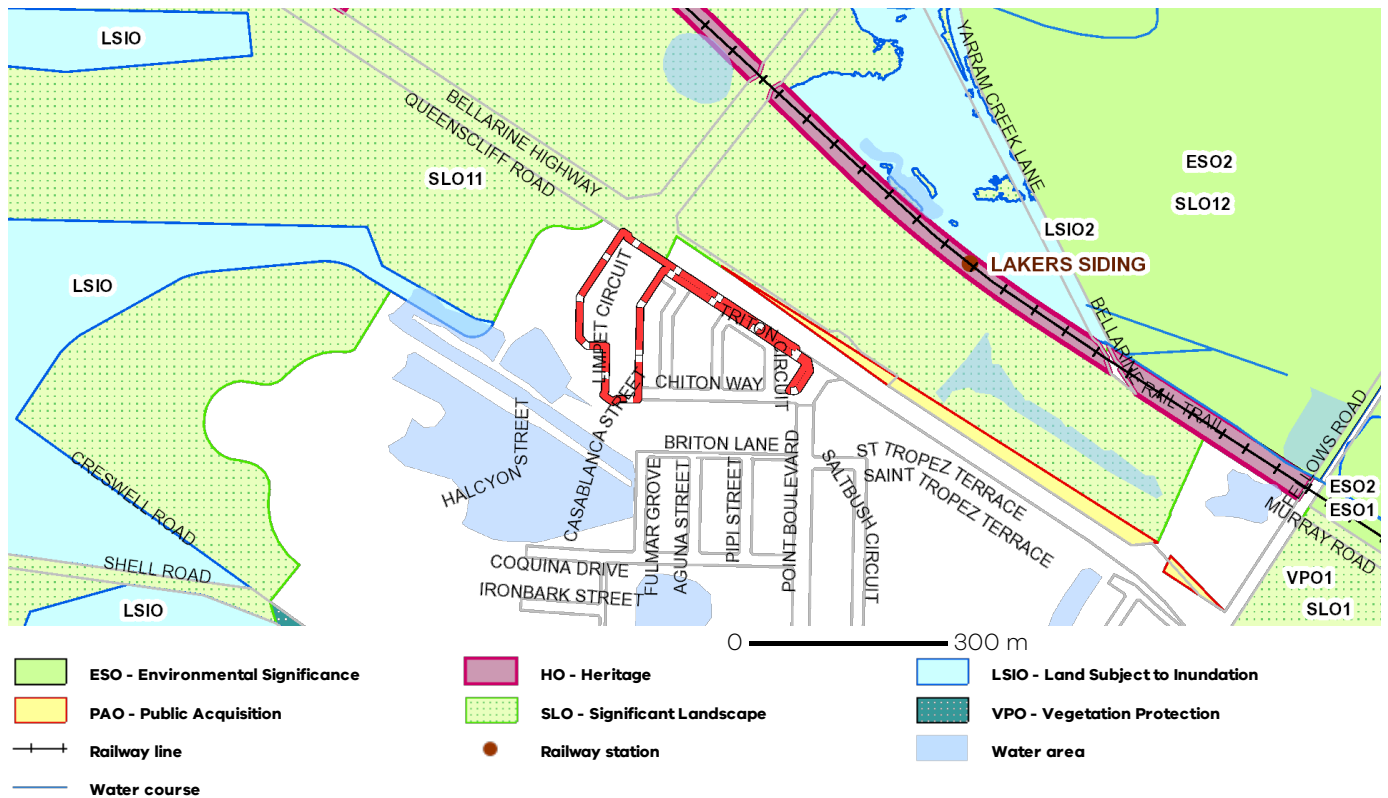 LSIO
YARRAM CREEK LANE
BELLARINE HIGHWAY
QUEENSCLIFF ROAD
ESO2
SLO11
SLO12
LSIO2
LAKERS SIDING
LSIO
LIMPET CIRCUIT
TRITON CIRCUIT
BELLARINE RAIL TRAIL
CHITON WAY
CASABLANCA STREET
HALCYON STREET
BRITON LANE
FULMAR GROVE
AGUNA STREET
PIPI STREET
POINT BOULEVARD
SALTBUSH CIRCUIT
ST TROPEZ TERRACE
SAINT TROPEZ TERRACE
FELLOWS ROAD
MURRAY ROAD
ESO2
ESO1
CRESWELL ROAD
SHELL ROAD
COQUINA DRIVE
IRONBARK STREET
VPO1
SLO1
LSIO
0 300 m
ESO - Environmental Significance
HO - Heritage
LSIO - Land Subject to Inundation
PAO - Public Acquisition
SLO - Significant Landscape
VPO - Vegetation Protection
Railway line
Railway station
Water area
Water course